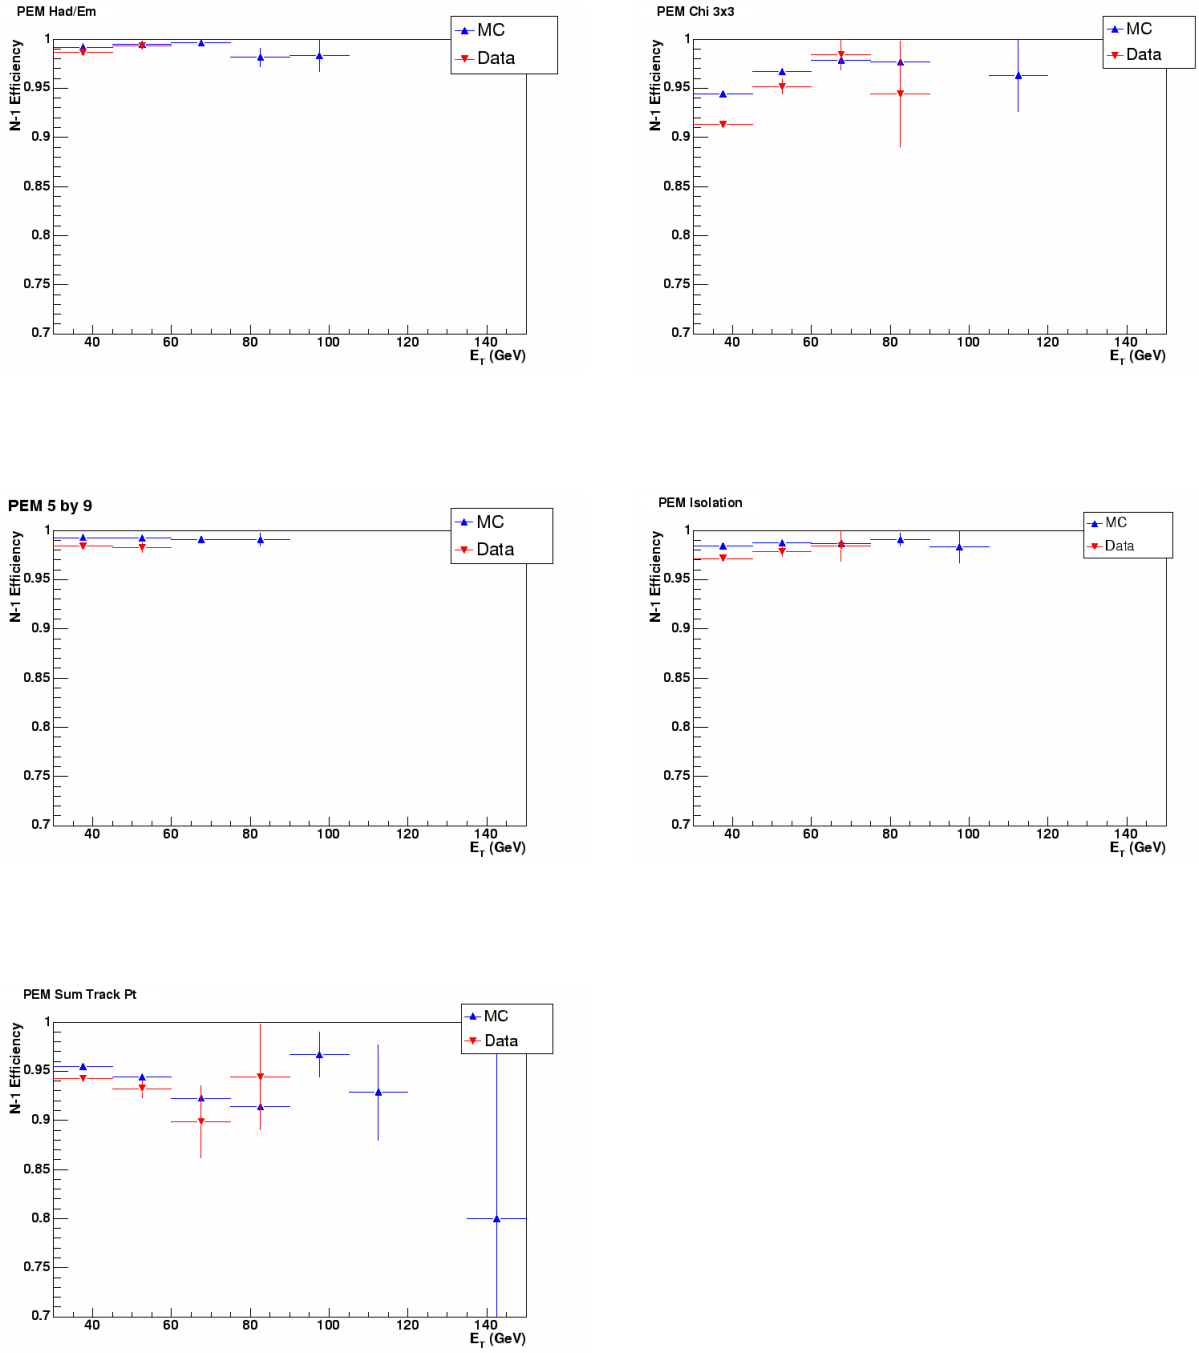 PEM Had/Em
MC
Data
N-1 Efficiency
1
0.95
0.9
0.85
0.8
0.75
0.7
40 60 80 100 120 140
E_T (GeV)
PEM Chi 3x3
MC
Data
N-1 Efficiency
1
0.95
0.9
0.85
0.8
0.75
0.7
40 60 80 100 120 140
E_T (GeV)
PEM 5 by 9
MC
Data
N-1 Efficiency
1
0.95
0.9
0.85
0.8
0.75
0.7
40 60 80 100 120 140
E_T (GeV)
PEM Isolation
MC
Data
N-1 Efficiency
1
0.95
0.9
0.85
0.8
0.75
0.7
40 60 80 100 120 140
E_T (GeV)
PEM Sum Track Pt
MC
Data
N-1 Efficiency
1
0.95
0.9
0.85
0.8
0.75
0.7
40 60 80 100 120 140
E_T (GeV)